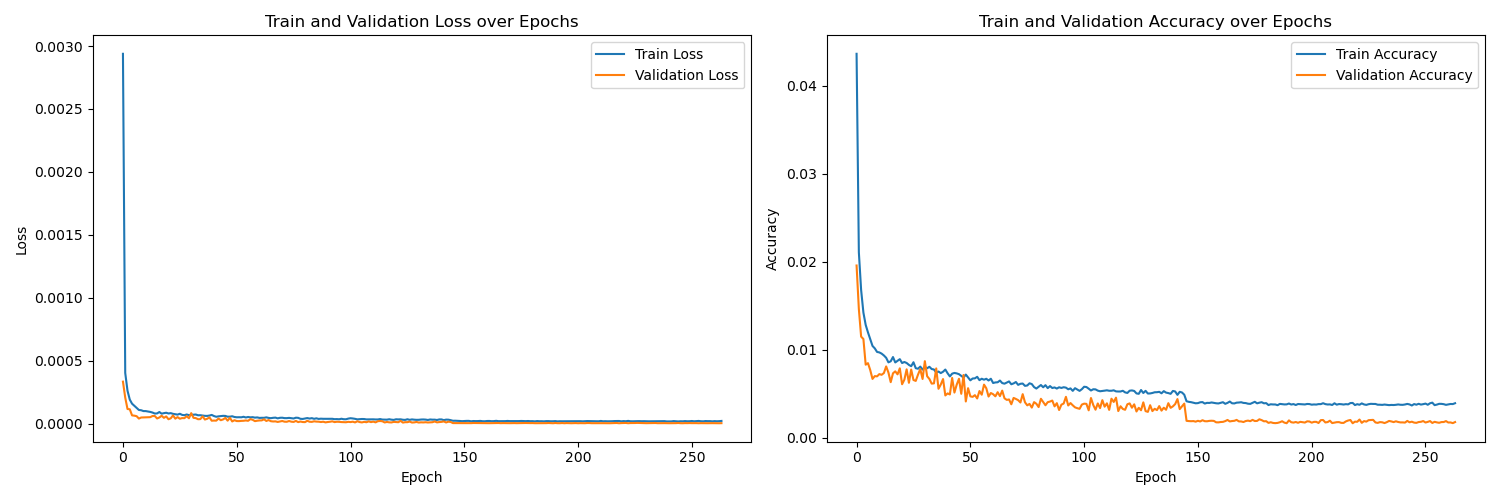 Train and Validation Loss over Epochs
0.0030
0.0025
0.0020
0.0015
0.0010
0.0005
0.0000
Loss
Train Loss
Validation Loss
0
50
100
150
200
250
Epoch
Train and Validation Accuracy over Epochs
0.04
0.03
0.02
0.01
0.00
Accuracy
Train Accuracy
Validation Accuracy
0
50
100
150
200
250
Epoch